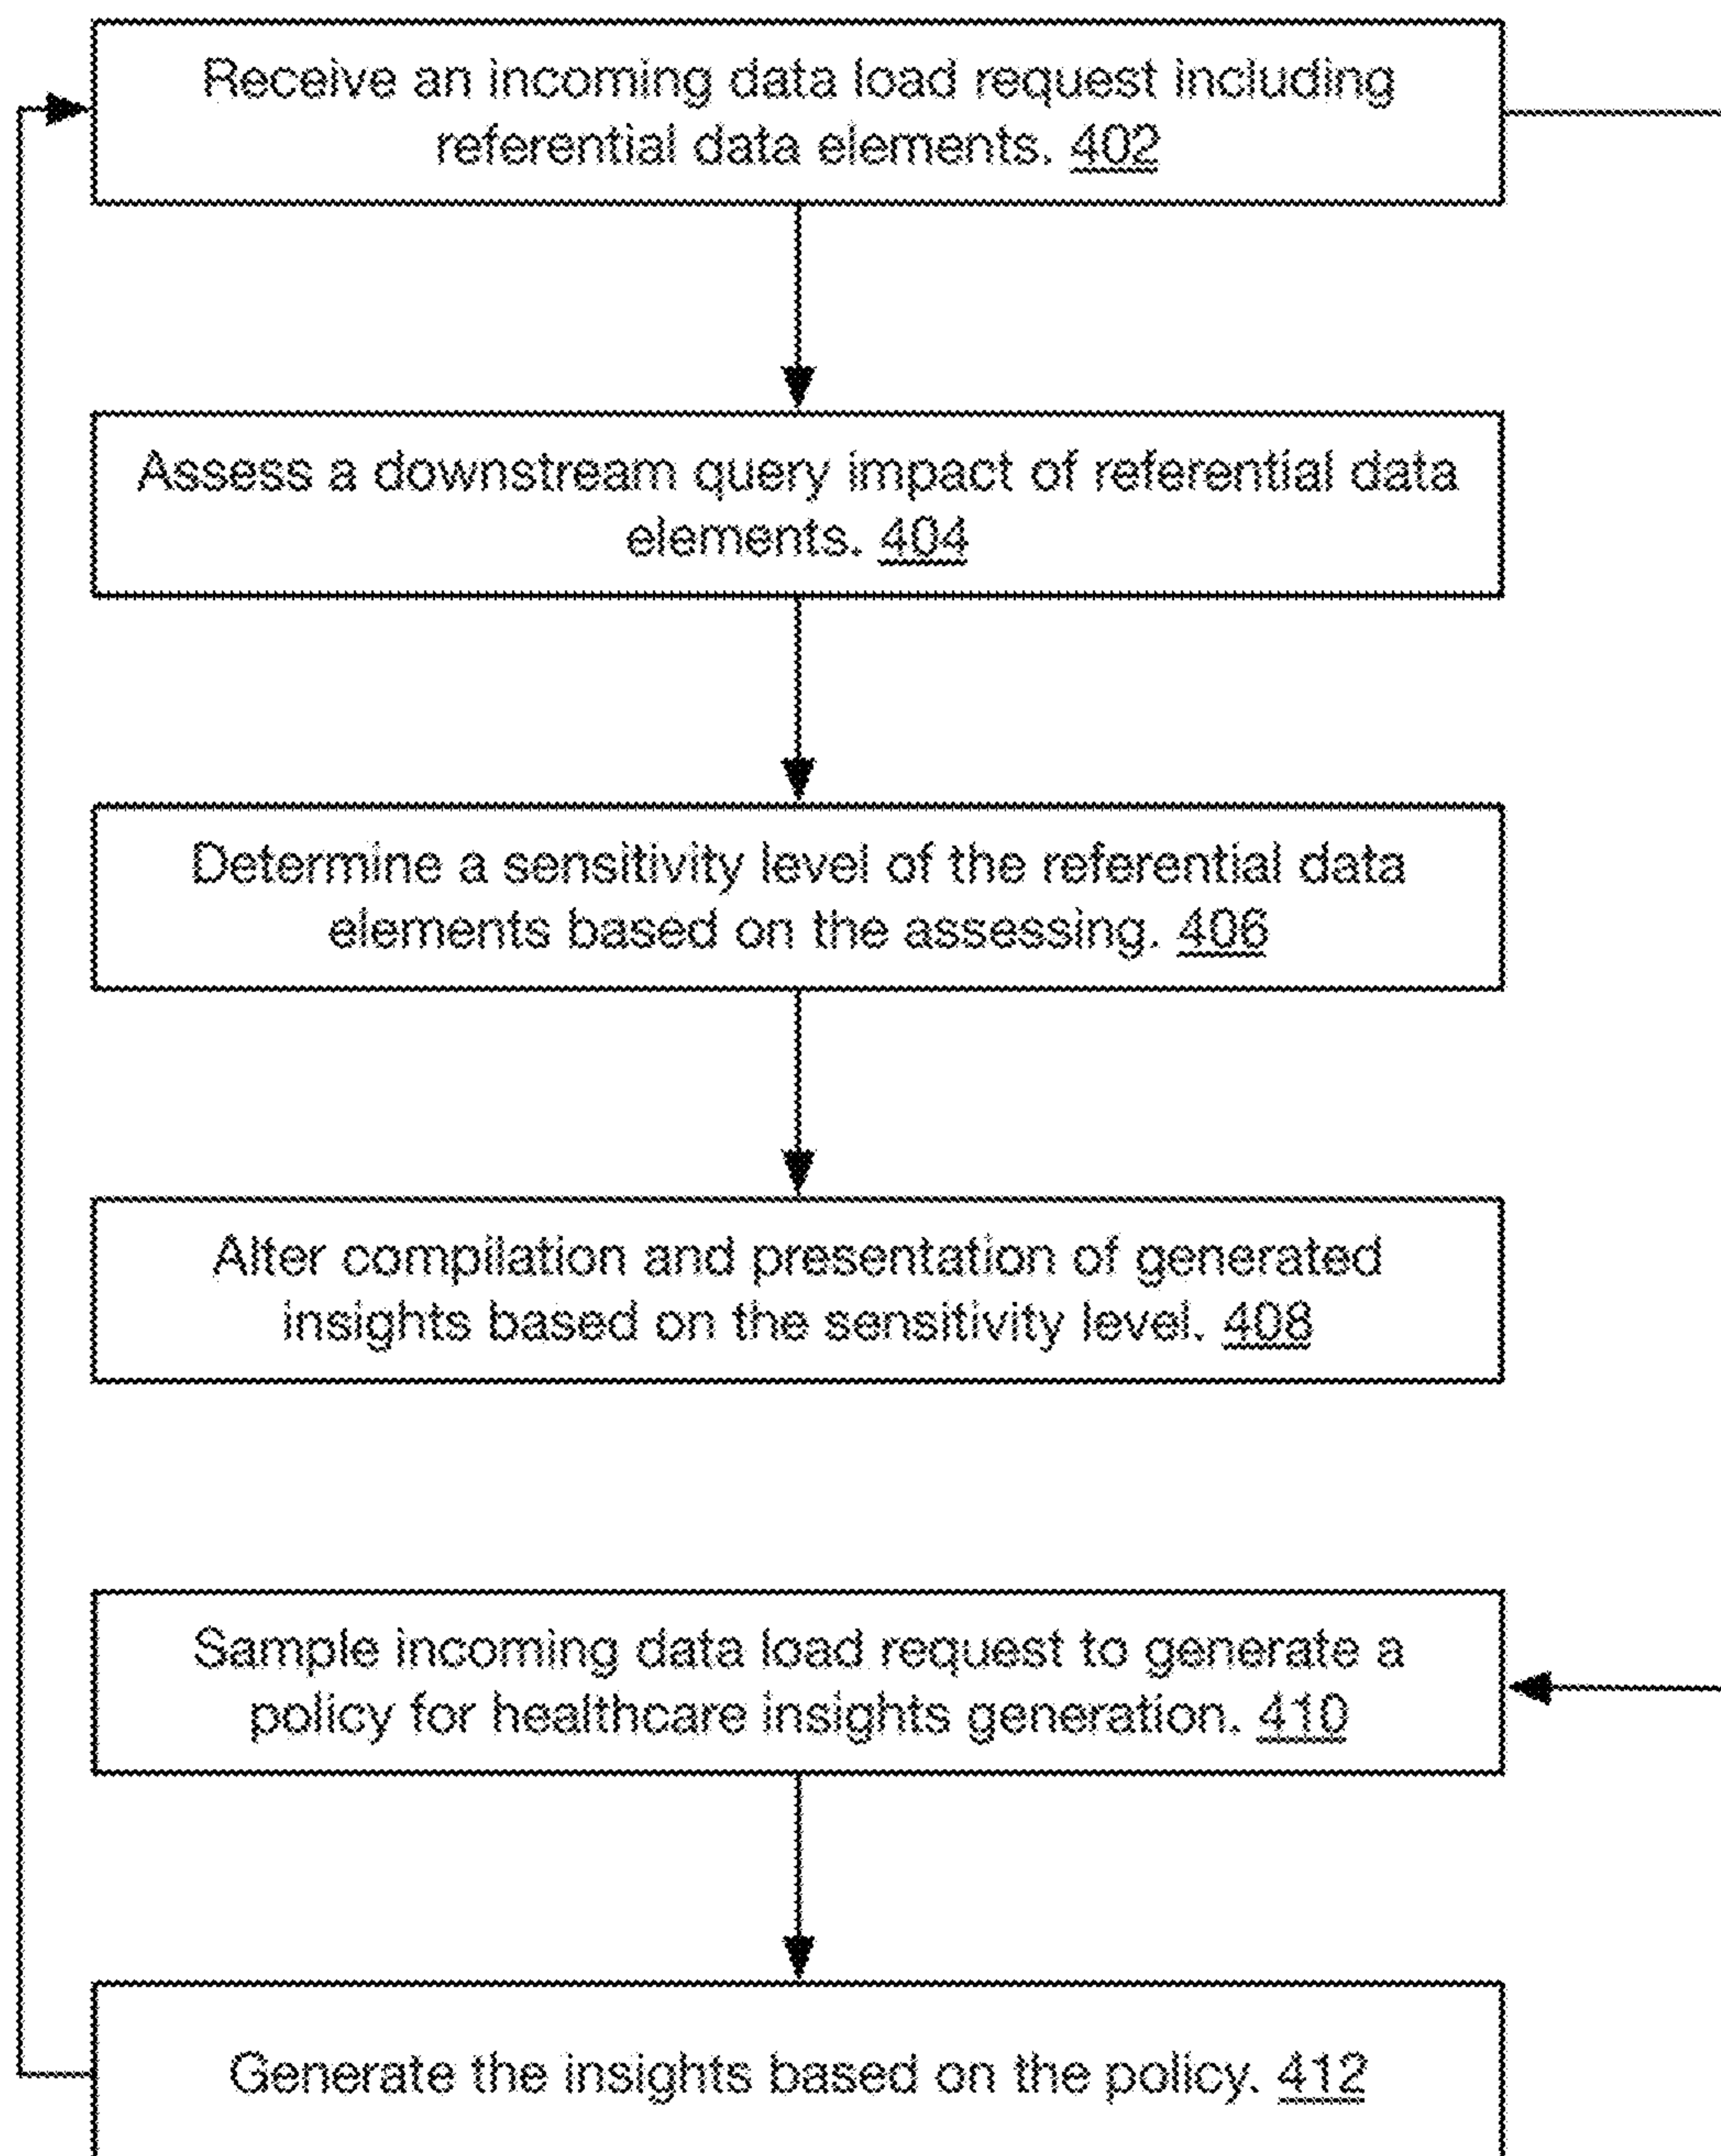 Receive an incoming data load request including
referential data elements. 402
Assess a downstream query impact of referential data
elements. 404
Determine a sensitivity level of the referential data
elements based on the assessing. 406
Alter compilation and presentation of generated
insights based on the sensitivity level. 408
Sample incoming data load request to generate a
policy for healthcare insights generation. 410
Generate the insights based on the policy. 412